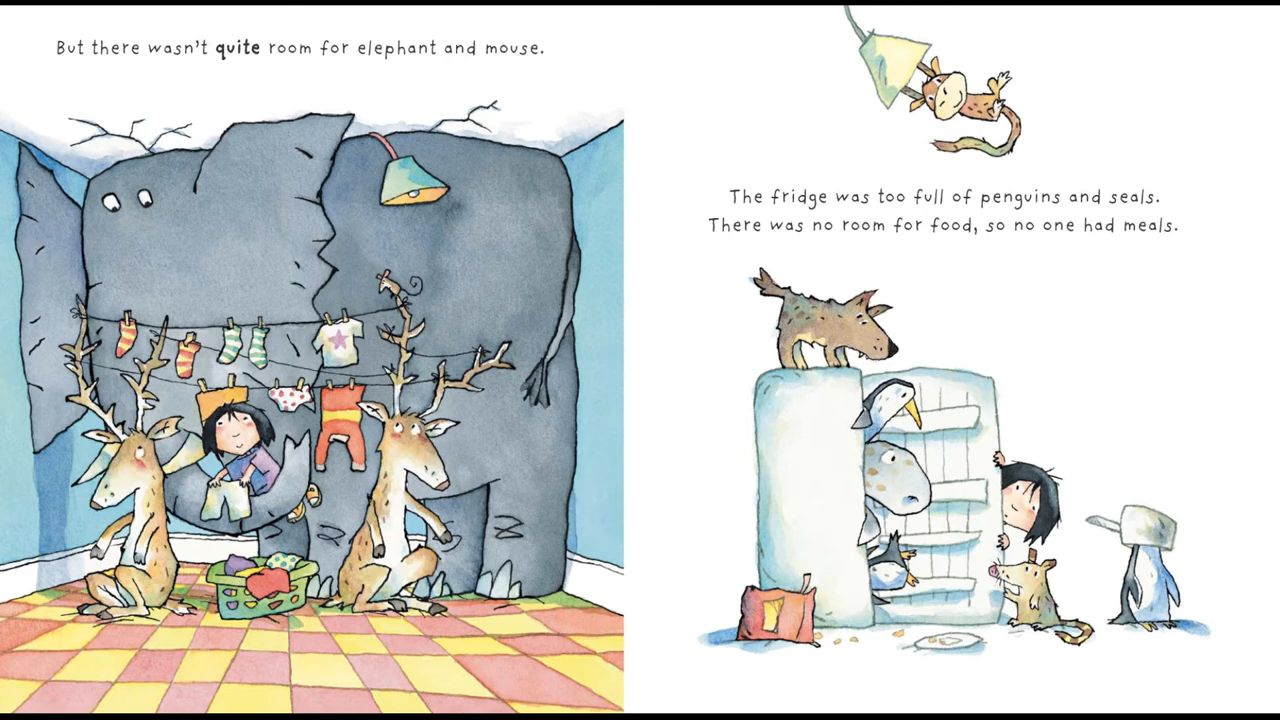 But there wasn't quite room for elephant and mouse.
The fridge was too full of penguins and seals.
There was no room for food, so no one had meals.